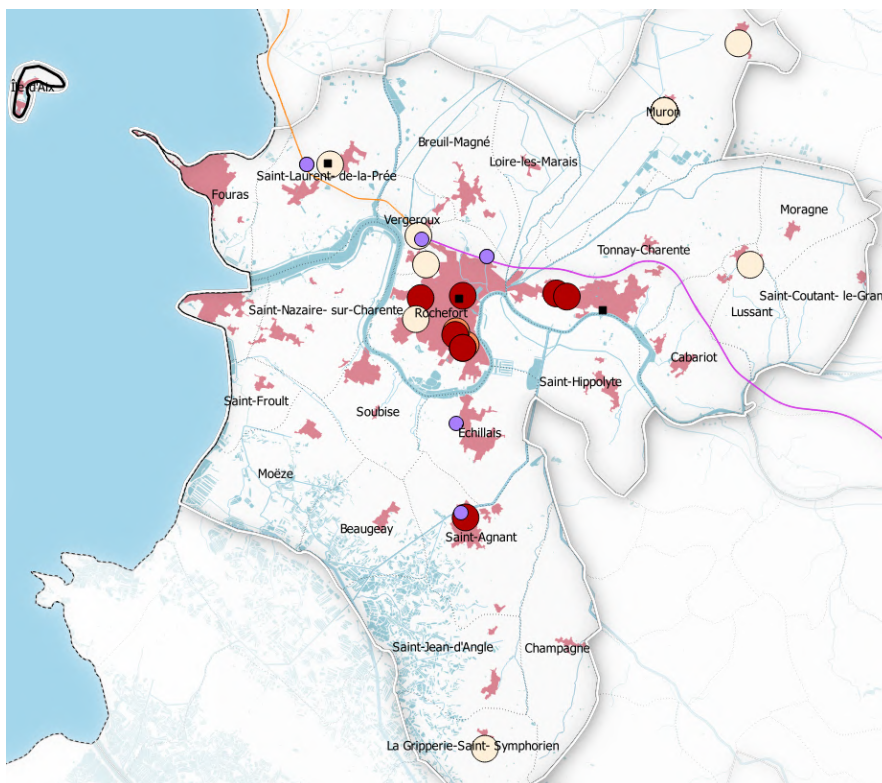 Île-d'Aix
Muron
Breuil-Magné
Loire-les-Marais
Saint-Laurent- de-la-Prée
Fouras
Moragne
Vergeroux
Tonnay-Charente
Saint-Coutant- le-Gran
Saint-Nazaire- sur-Charente
Rochefort
Lussant
Cabariot
Saint-Hippolyte
Saint-Froult
Soubise
Echillais
Moëze
Beaugeay
Saint-Agnant
Saint-Jean-d'Angle
Champagne
La Gripperie-Saint- Symphorien